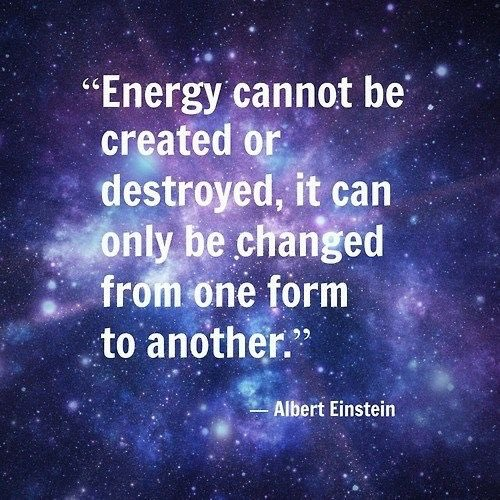 “Energy cannot be
created or
destroyed, it can
only be changed
from one form
to another.”
— Albert Einstein